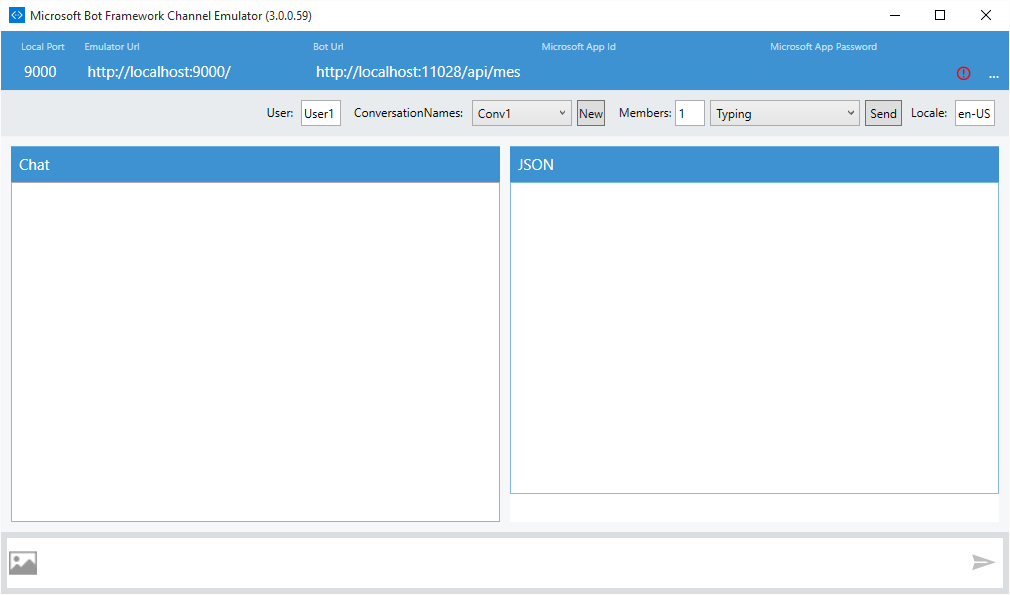 Microsoft Bot Framework Channel Emulator (3.0.0.59)
Local Port Emulator Url Bot Url Microsoft App Id Microsoft App Password
9000 http://localhost:9000/ http://localhost:11028/api/mes ...
User: User1 ConversationNames: Conv1 New Members: 1 Typing Send Locale: en-US
Chat JSON